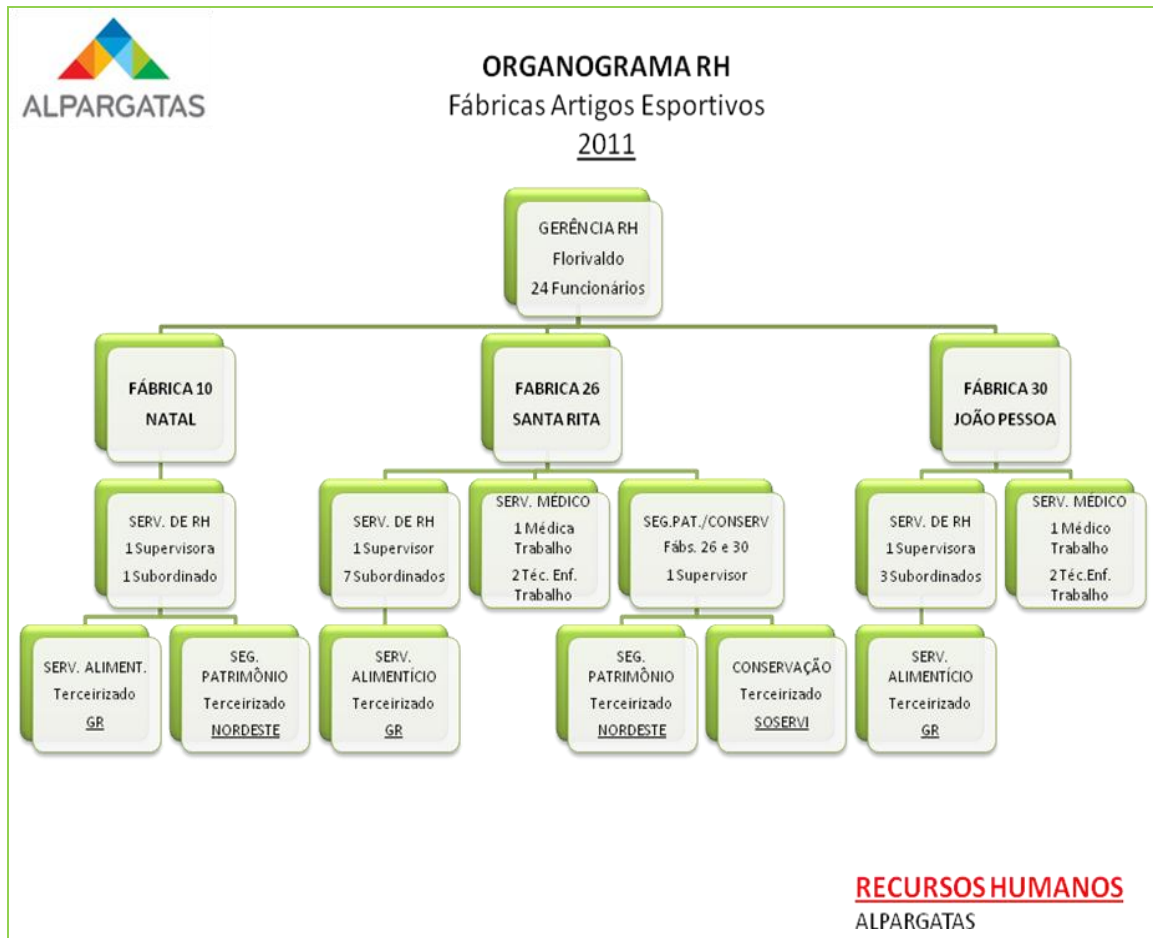 ALPARGATAS
ORGANOGRAMA RH
Fábricas Artigos Esportivos
2011
GERÊNCIA RH
Florivaldo
24 Funcionários
FÁBRICA 10
NATAL
FABRICA 26
SANTA RITA
FÁBRICA 30
JOÃO PESSOA
SERV. DE RH
1 Supervisora
1 Subordinado
SERV. DE RH
1 Supervisor
7 Subordinados
SERV. MÉDICO
1 Médica
Trabalho
2 Téc. Enf.
Trabalho
SEG.PAT./CONSERV
Fábs. 26 e 30
1 Supervisor
SERV. DE RH
1 Supervisora
3 Subordinados
SERV. MÉDICO
1 Médico
Trabalho
2 Téc.Enf.
Trabalho
SERV. ALIMENT.
Terceirizado
GR
SEG.
PATRIMÔNIO
Terceirizado
NORDESTE
SERV.
ALIMENTÍCIO
Terceirizado
GR
SEG.
PATRIMÔNIO
Terceirizado
NORDESTE
CONSERVAÇÃO
Terceirizado
SOSERVI
SERV.
ALIMENTÍCIO
Terceirizado
GR
RECURSOS HUMANOS
ALPARGATAS